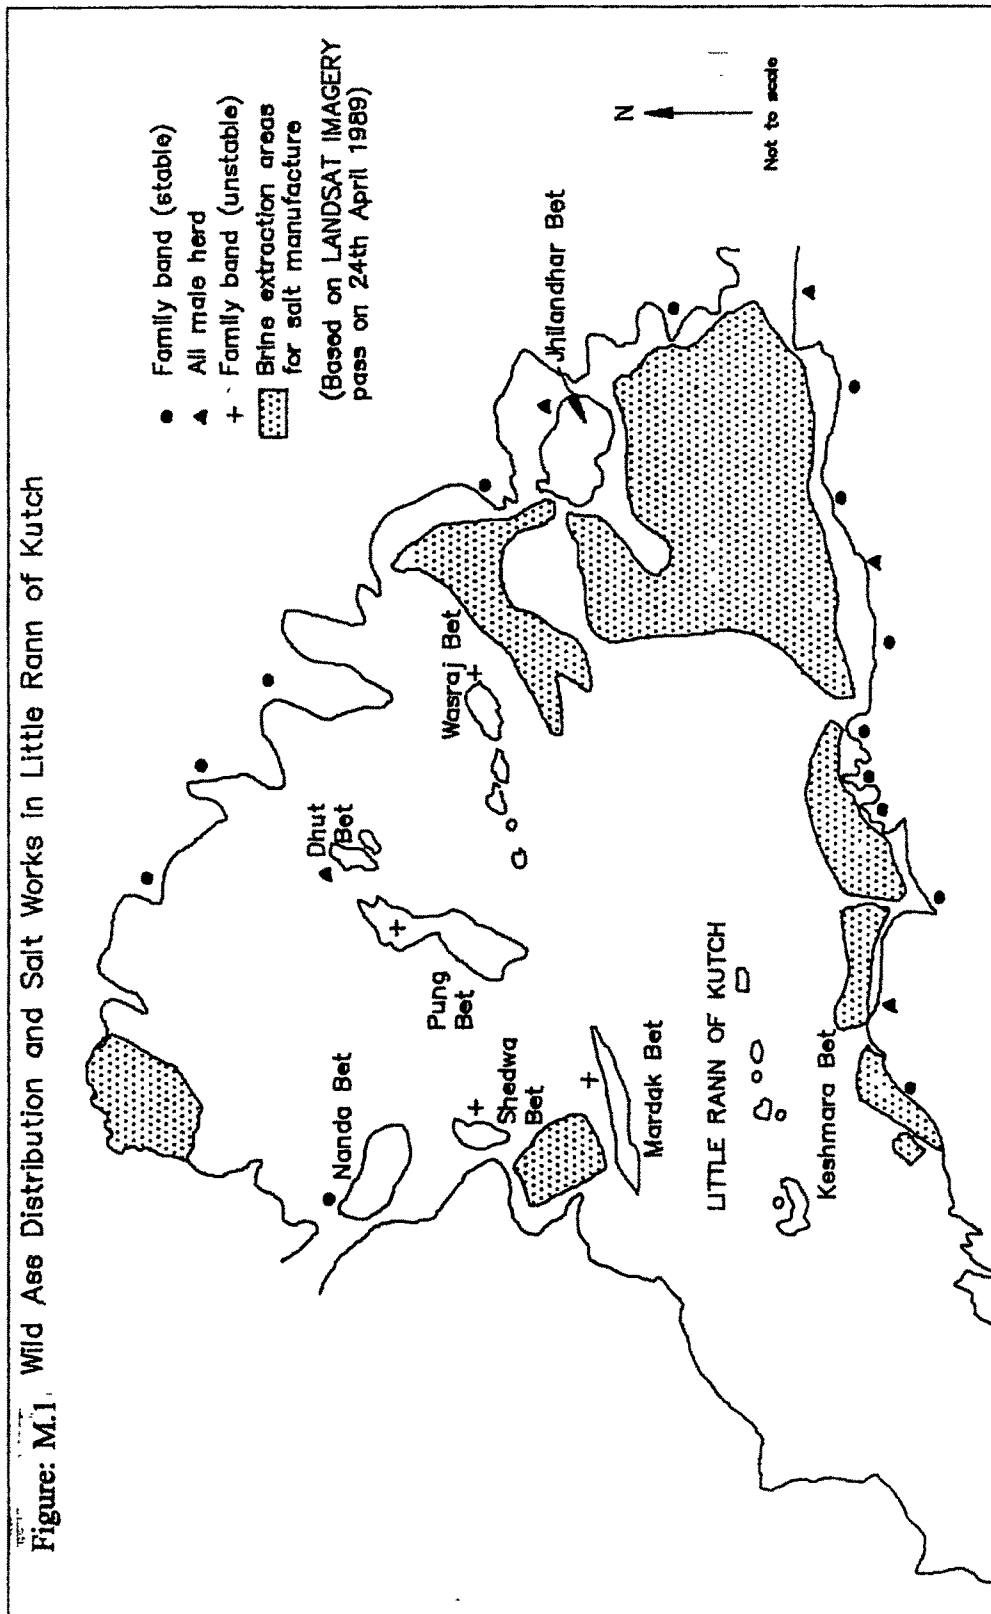 Figure: M.1 Wild Ass Distribution and Salt Works in Little Rann of Kutch
Family band (stable)
All male herd
Family band (unstable)
Brine extraction areas
for salt manufacture
(Based on LANDSAT IMAGERY
pass on 24th April 1989)
N
Not to scale
Nanda Bet
Dhut
Bet
Pung
Bet
Shedwa
Bet
Wasraj Bet
Jhilandhar Bet
Mardak Bet
LITTLE RANN OF KUTCH
Keshmara Bet